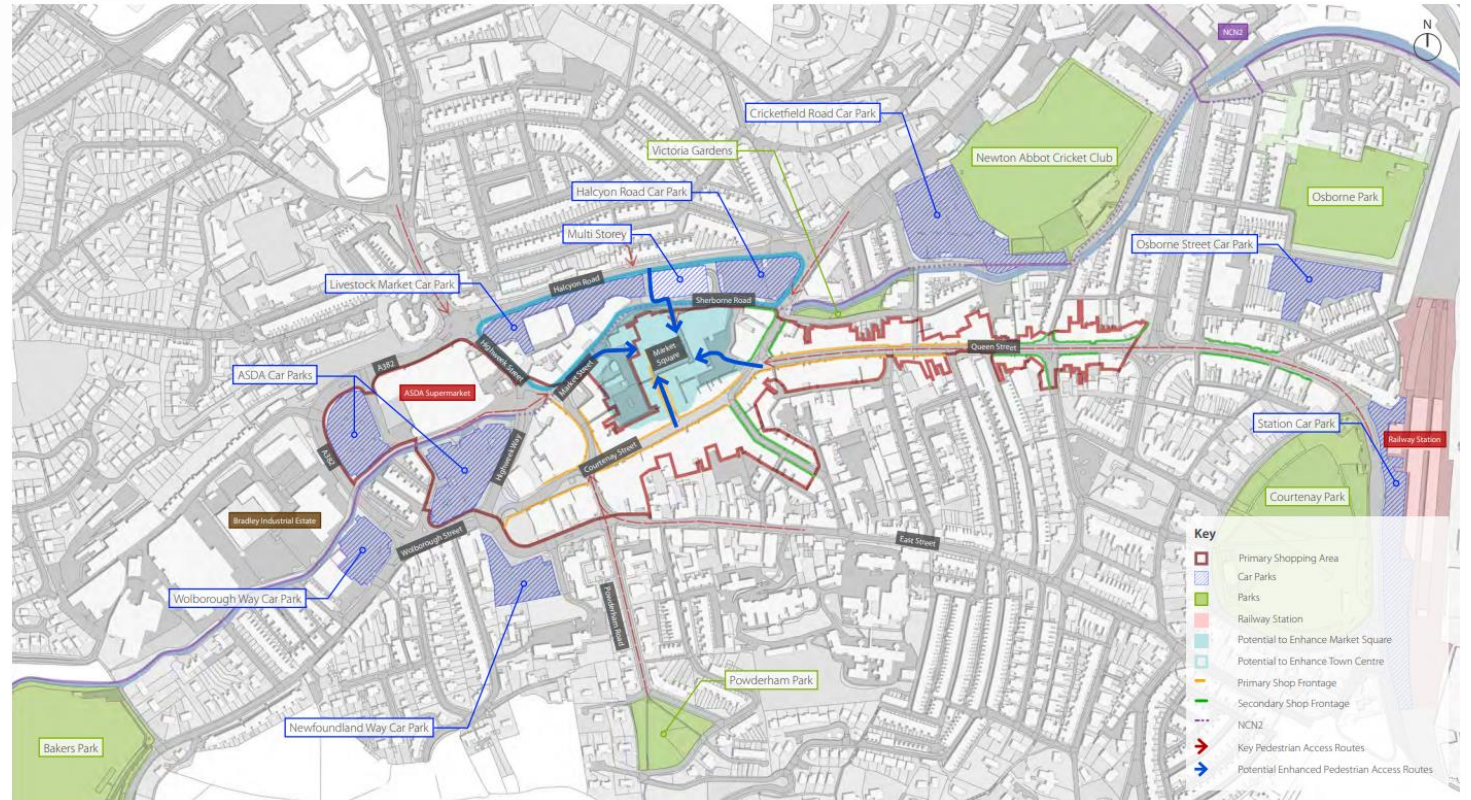 NCN2
N
Cricketfield Road Car Park
Victoria Gardens
Newton Abbot Cricket Club
Halcyon Road Car Park
Osborne Park
Multi Storey
Osborne Street Car Park
Livestock Market Car Park
Halcyon Road
Sherborne Road
Highweek Street
Market
Square
Queen Street
Market Street
A382
ASDA Car Parks
ASDA Supermarket
Station Car Park
Railway Station
A382
Highweek Way
Courtenay Street
Courtenay Park
Bradley Industrial Estate
Wolborough Street
East Street
Wolborough Way Car Park
Powderham Road
Powderham Park
Newfoundland Way Car Park
Bakers Park
Key
Primary Shopping Area
Car Parks
Parks
Railway Station
Potential to Enhance Market Square
Potential to Enhance Town Centre
Primary Shop Frontage
Secondary Shop Frontage
NCN2
Key Pedestrian Access Routes
Potential Enhanced Pedestrian Access Routes